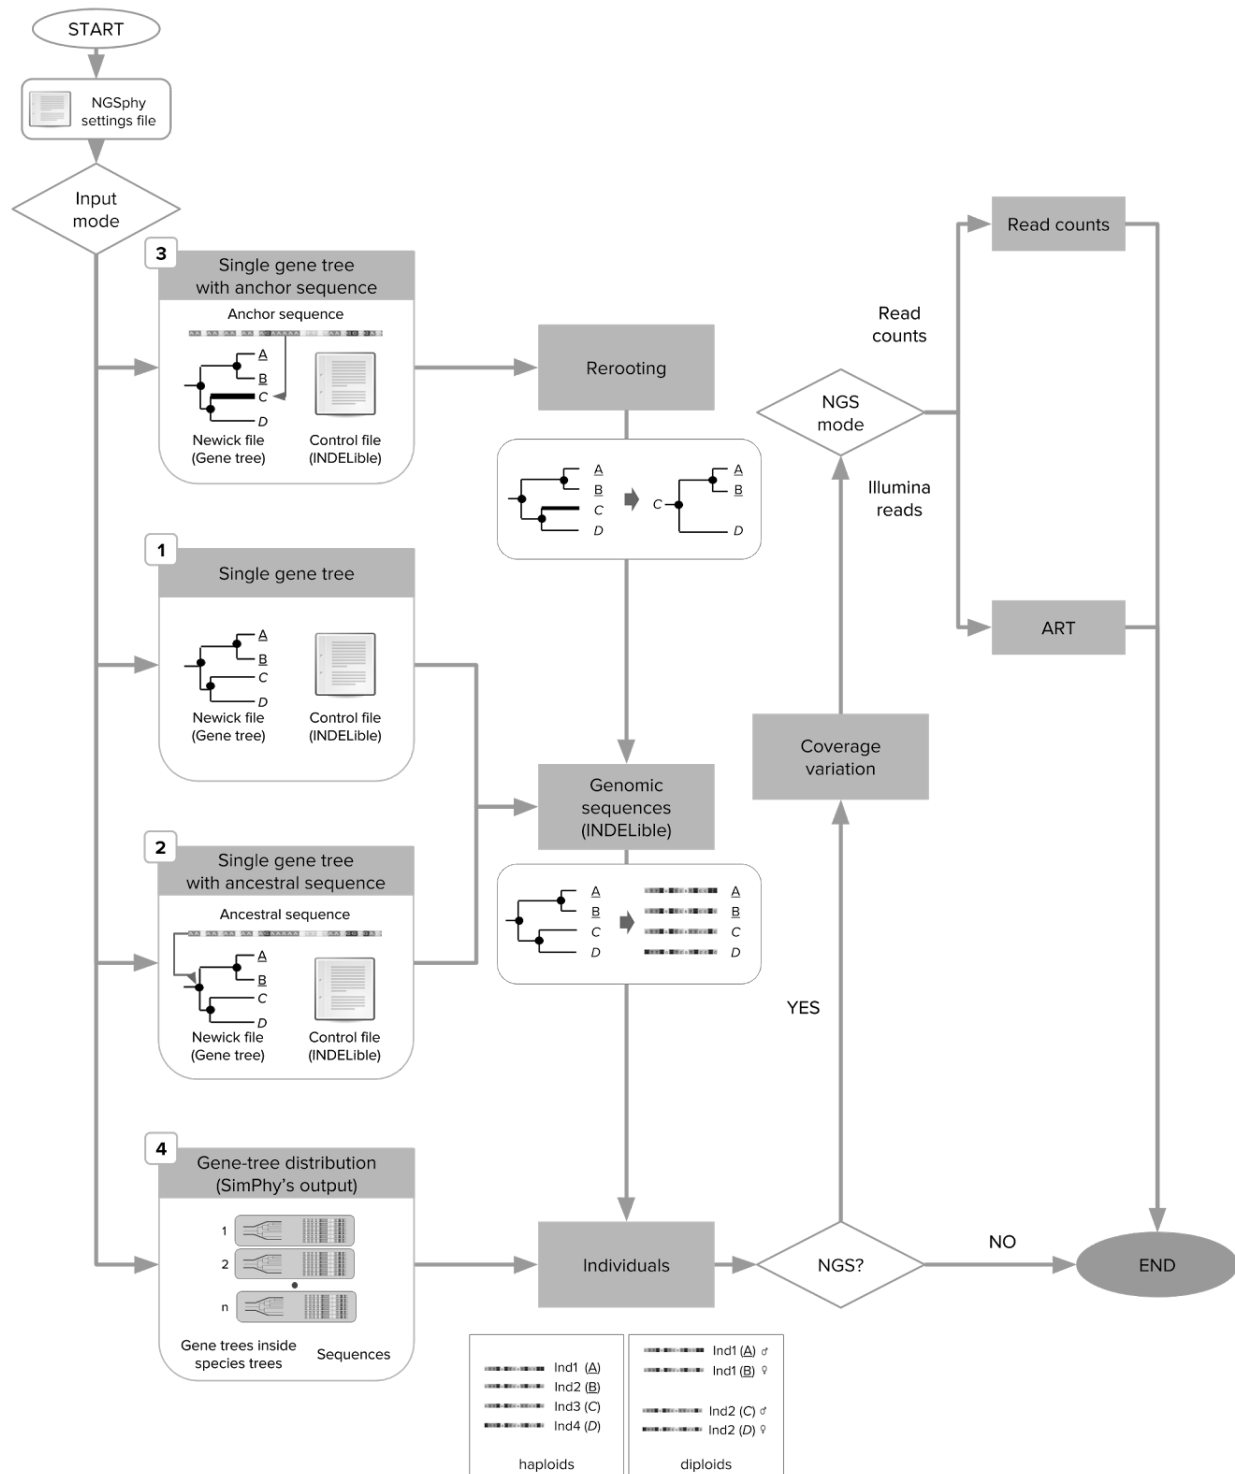 START
NGSphy
settings file
Input
mode
3
Single gene tree
with anchor sequence
Anchor sequence
A
B
C
D
Newick file
(Gene tree)
Control file
(INDELible)
Rerooting
A
B
C
D
A
B
C
D
1
Single gene tree
A
B
C
D
Newick file
(Gene tree)
Control file
(INDELible)
Genomic
sequences
(INDELible)
A
B
C
D
A
B
C
D
2
Single gene tree
with ancestral sequence
Ancestral sequence
A
B
C
D
Newick file
(Gene tree)
Control file
(INDELible)
4
Gene-tree distribution
(SimPhy's output)
1
2
n
Gene trees inside
species trees
Sequences
Individuals
Ind1 (A)
Ind2 (B)
Ind3 (C)
Ind4 (D)
haploids
Ind1 (A) ♂
Ind1 (B) ♀
Ind2 (C) ♂
Ind2 (D) ♀
diploids
NGS?
YES
NO
Coverage
variation
NGS
mode
Read
counts
Illumina
reads
Read counts
ART
END